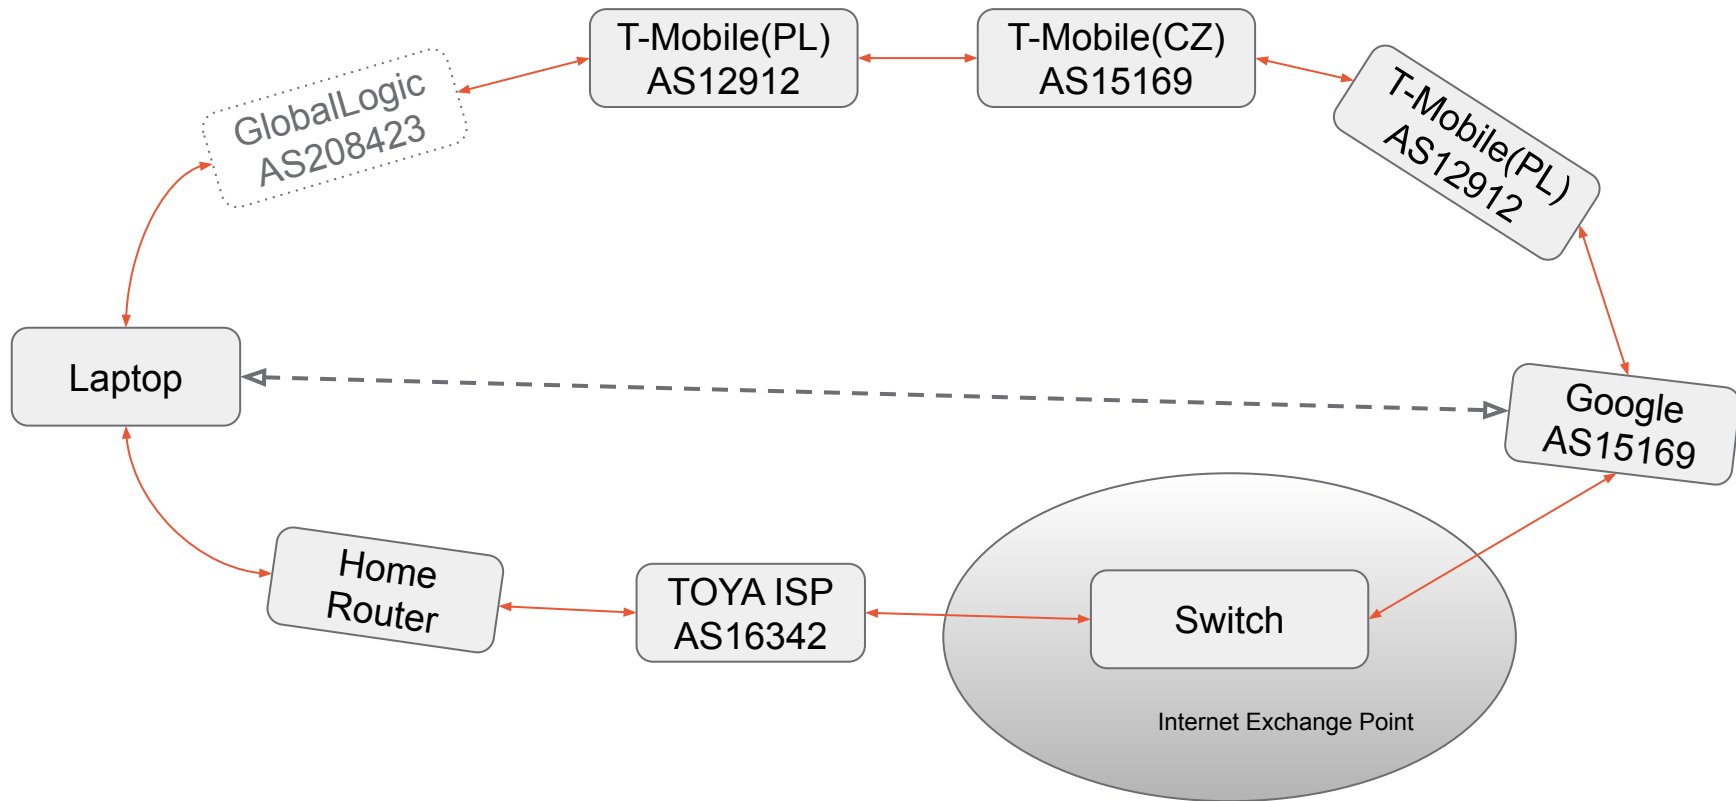 T-Mobile(PL)
AS12912
T-Mobile(CZ)
AS15169
GlobalLogic
AS208423
T-Mobile(PL)
AS12912
Laptop
Google
AS15169
Home
Router
TOYA ISP
AS16342
Switch
Internet Exchange Point